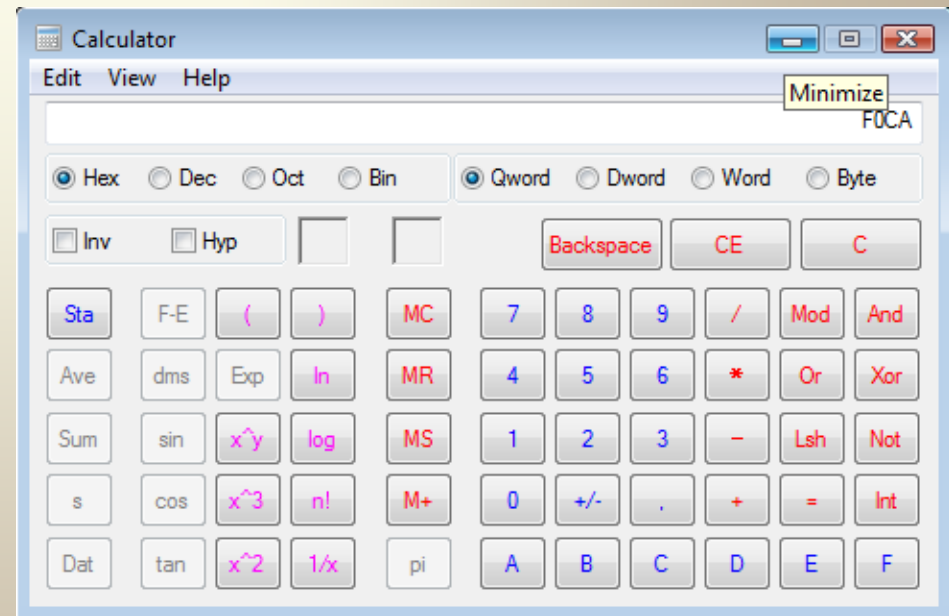 Calculator
Edit View Help
Minimize
F0CA
Hex Dec Oct Bin Qword Dword Word Byte
Inv Hyp Backspace CE C
Sta F-E ( ) MC 7 8 9 / Mod And
Ave dms Exp ln MR 4 5 6 * Or Xor
Sum sin x^y log MS 1 2 3 − Lsh Not
s cos x^3 n! M+ 0 +/- , + = Int
Dat tan x^2 1/x pi A B C D E F